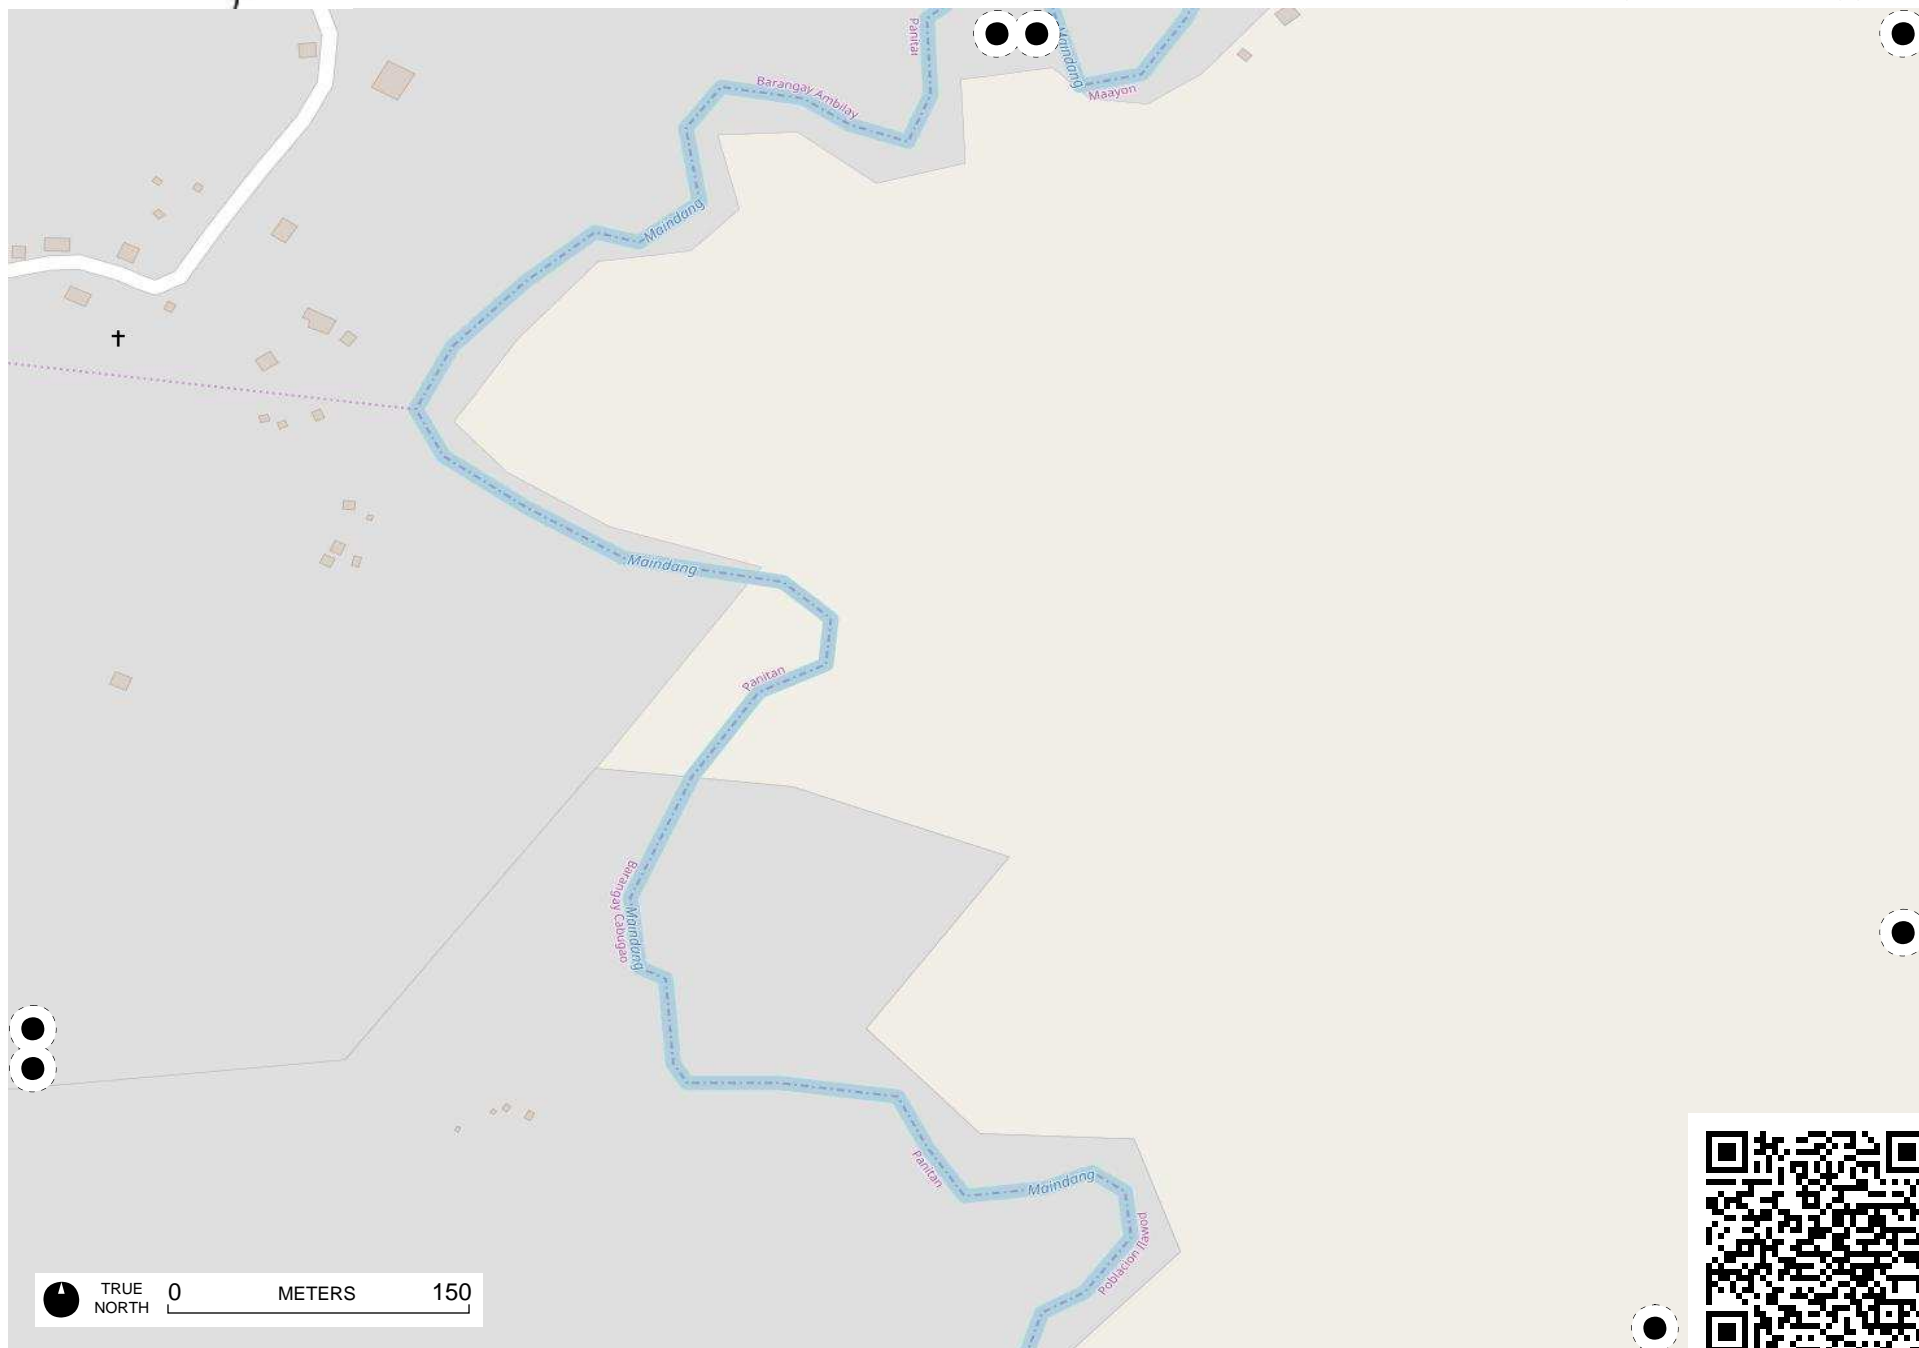 Panitan
Maindang
Maayon
Barangay Ambilay
Maindang
Maindang
Panitan
Barangay Cabugao
Maindang
Panitan
Maindang
Poblacion Ilawod
TRUE
NORTH
0 METERS 150